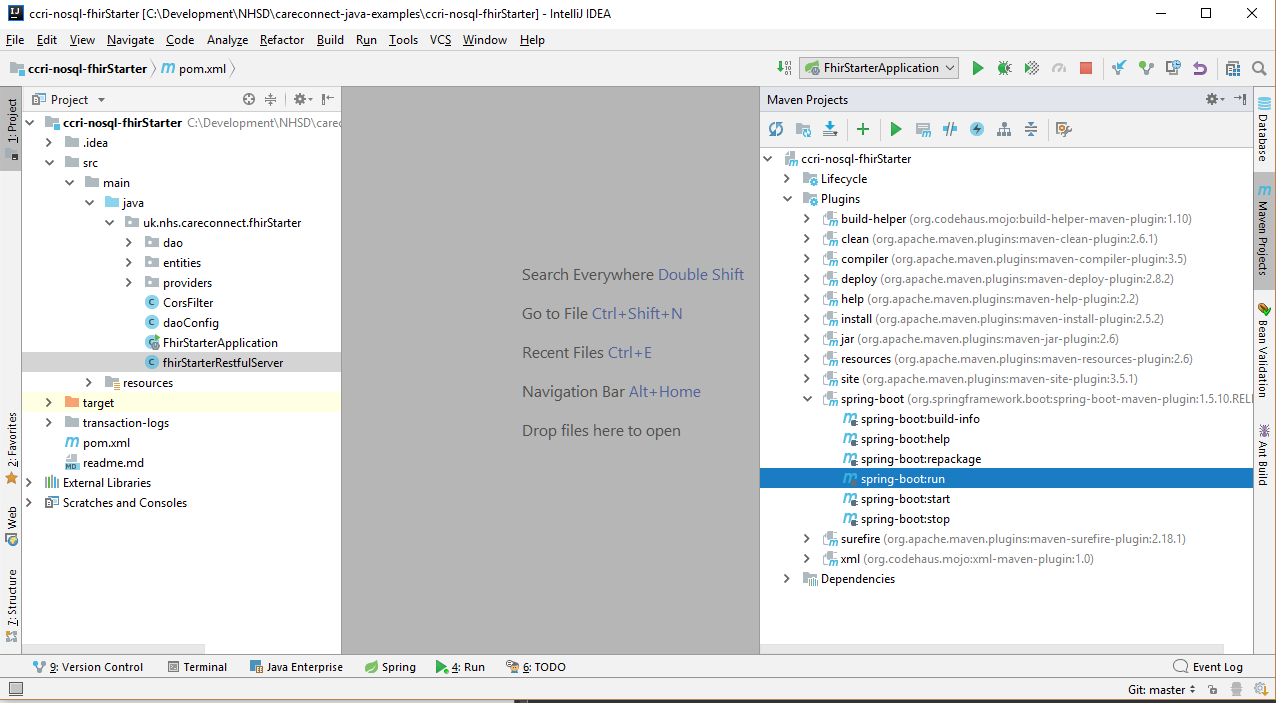 ccri-nosql-fhirStarter [C:\Development\NHSD\careconnect-java-examples\ccri-nosql-fhirStarter] - IntelliJ IDEA
File Edit View Navigate Code Analyze Refactor Build Run Tools VCS Window Help
ccri-nosql-fhirStarter pom.xml FhirStarterApplication
1: Project
2: Favorites
Web
7: Structure
Project
ccri-nosql-fhirStarter C:\Development\NHSD\carec
.idea
src
main
java
uk.nhs.careconnect.fhirStarter
dao
entities
providers
CorsFilter
daoConfig
FhirStarterApplication
fhirStarterRestfulServer
resources
target
transaction-logs
pom.xml
readme.md
External Libraries
Scratches and Consoles
Search Everywhere Double Shift
Go to File Ctrl+Shift+N
Recent Files Ctrl+E
Navigation Bar Alt+Home
Drop files here to open
Maven Projects
ccri-nosql-fhirStarter
Lifecycle
Plugins
build-helper (org.codehaus.mojo:build-helper-maven-plugin:1.10)
clean (org.apache.maven.plugins:maven-clean-plugin:2.6.1)
compiler (org.apache.maven.plugins:maven-compiler-plugin:3.5)
deploy (org.apache.maven.plugins:maven-deploy-plugin:2.8.2)
help (org.apache.maven.plugins:maven-help-plugin:2.2)
install (org.apache.maven.plugins:maven-install-plugin:2.5.2)
jar (org.apache.maven.plugins:maven-jar-plugin:2.6)
resources (org.apache.maven.plugins:maven-resources-plugin:2.6)
site (org.apache.maven.plugins:maven-site-plugin:3.5.1)
spring-boot (org.springframework.boot:spring-boot-maven-plugin:1.5.10.REL
spring-boot:build-info
spring-boot:help
spring-boot:repackage
spring-boot:run
spring-boot:start
spring-boot:stop
surefire (org.apache.maven.plugins:maven-surefire-plugin:2.18.1)
xml (org.codehaus.mojo:xml-maven-plugin:1.0)
Dependencies
Database
Maven Projects
Bean Validation
Ant Build
9: Version Control Terminal Java Enterprise Spring 4: Run 6: TODO Event Log
Git: master